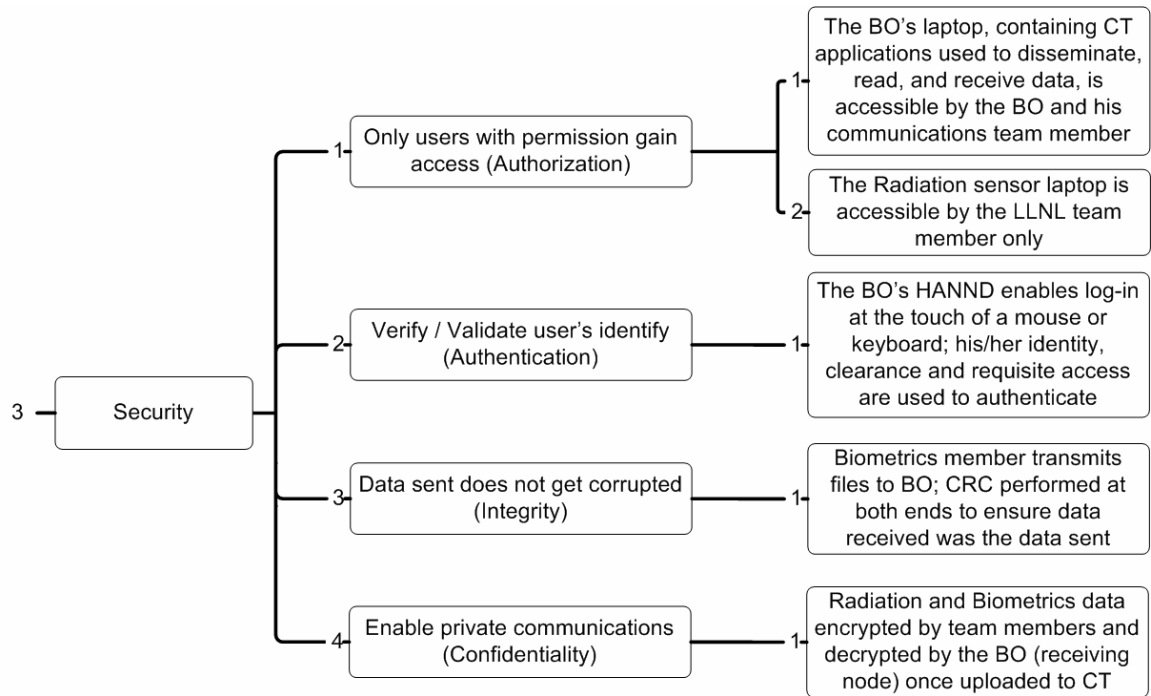 3
Security
1
Only users with permission gain
access (Authorization)
1
The BO’s laptop, containing CT
applications used to disseminate,
read, and receive data, is
accessible by the BO and his
communications team member
2
The Radiation sensor laptop is
accessible by the LLNL team
member only
2
Verify / Validate user’s identify
(Authentication)
1
The BO’s HANND enables log-in
at the touch of a mouse or
keyboard; his/her identity,
clearance and requisite access
are used to authenticate
3
Data sent does not get corrupted
(Integrity)
1
Biometrics member transmits
files to BO; CRC performed at
both ends to ensure data
received was the data sent
4
Enable private communications
(Confidentiality)
1
Radiation and Biometrics data
encrypted by team members and
decrypted by the BO (receiving
node) once uploaded to CT